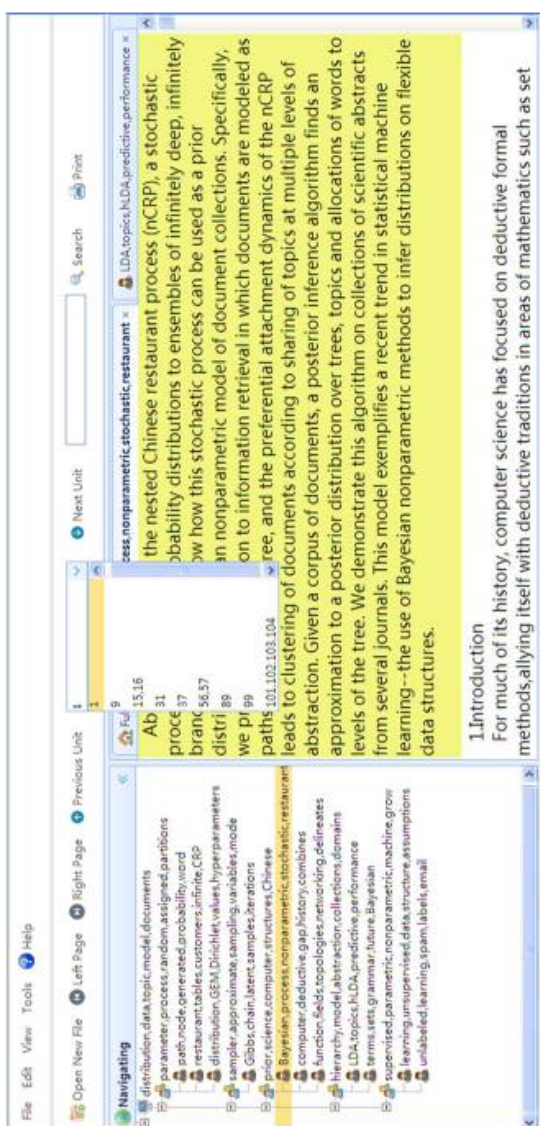 File Edit View Tools Help
Open New File Left Page Right Page Previous Unit Next Unit Search Print
Navigating
distribution,data,topic,model,documents
parameter,process,random,assigned,partitions
path,node,generated,probability,word
restaurant,tables,customers,infinite,CRP
distribution,GEM,Dirichlet,values,hyperparameters
sampler,approximate,sampling,variables,mode
Gibbs,chain,latent,samples,iterations
prior,science,computer,structures,Chinese
Bayesian,process,nonparametric,stochastic,restaurant
computer,deductive,gap,history,combines
function,fields,topologies,networking,delineates
hierarchy,model,abstraction,collections,domains
LDA,topics,hLDA,predictive,performance
terms,sets,grammar,future,Bayesian
supervised,parametric,nonparametric,machine,grow
learning,unsupervised,data,structure,assumptions
unlabeled,learning,spam,labels,email
1
1
9
15,16
31
37
56,57
89
99
101,102,103,104
Fu
cess,nonparametric,stochastic,restaurant ×
LDA,topics,hLDA,predictive,performance ×
Ab the nested Chinese restaurant process (nCRP), a stochastic
proce obability distributions to ensembles of infinitely deep, infinitely
branc ow how this stochastic process can be used as a prior
distri an nonparametric model of document collections. Specifically,
we pr on to information retrieval in which documents are modeled as
paths ree, and the preferential attachment dynamics of the nCRP
leads to clustering of documents according to sharing of topics at multiple levels of
abstraction. Given a corpus of documents, a posterior inference algorithm finds an
approximation to a posterior distribution over trees, topics and allocations of words to
levels of the tree. We demonstrate this algorithm on collections of scientific abstracts
from several journals. This model exemplifies a recent trend in statistical machine
learning--the use of Bayesian nonparametric methods to infer distributions on flexible
data structures.
1.Introduction
For much of its history, computer science has focused on deductive formal
methods,allying itself with deductive traditions in areas of mathematics such as set